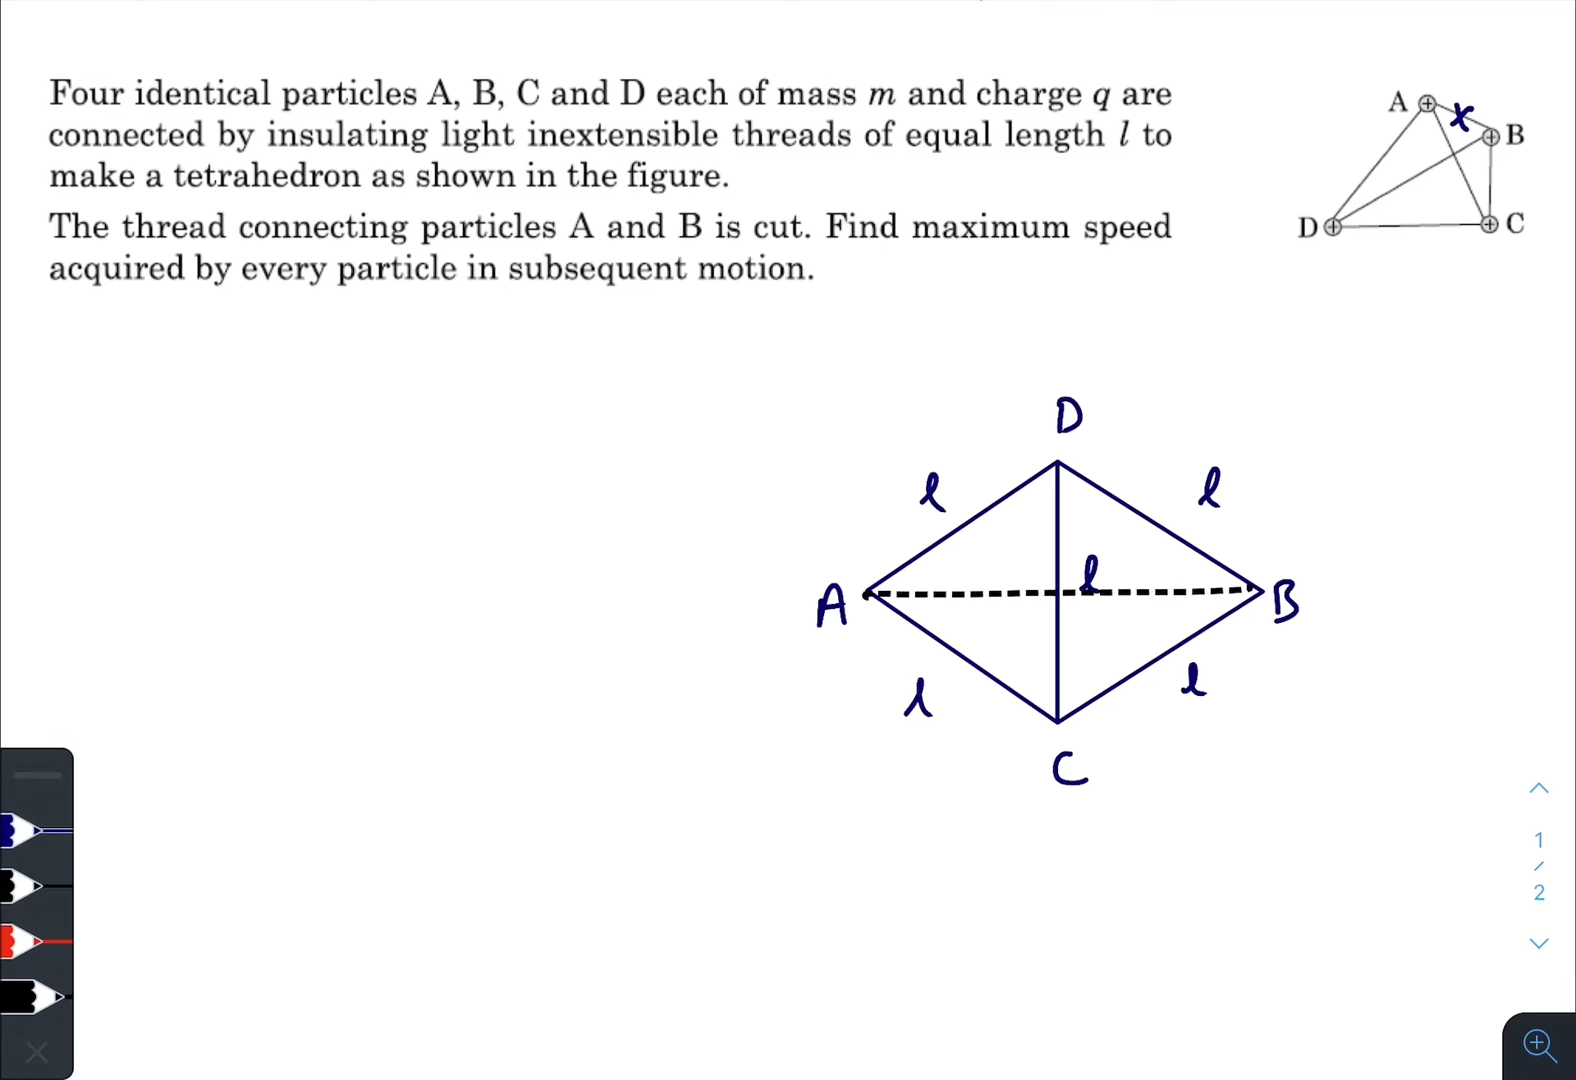 Four identical particles A, B, C and D each of mass m and charge q are
connected by insulating light inextensible threads of equal length l to
make a tetrahedron as shown in the figure.
The thread connecting particles A and B is cut. Find maximum speed
acquired by every particle in subsequent motion.
A
x
B
D
C
D
l
l
l
A
B
l
l
C
1
/
2